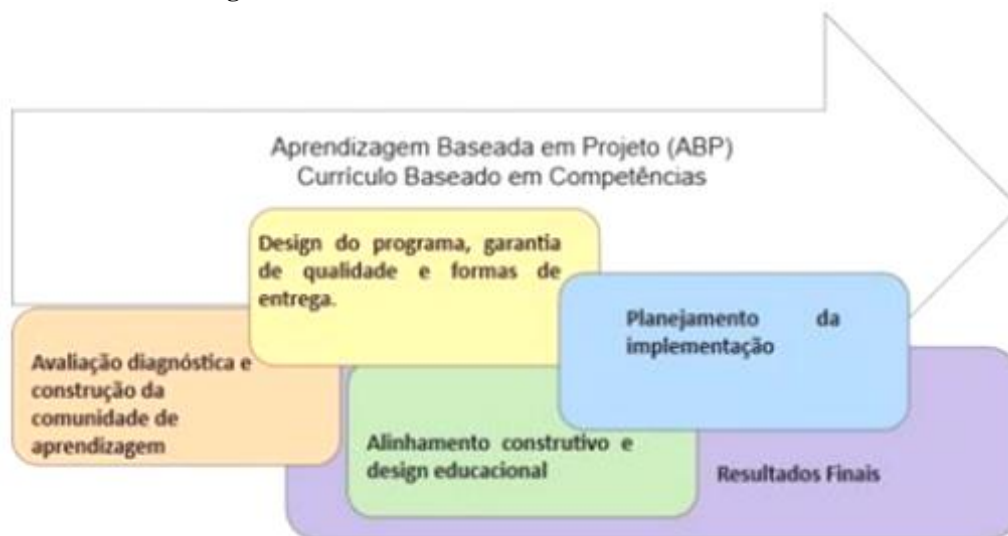 Aprendizagem Baseada em Projeto (ABP)
Currículo Baseado em Competências
Design do programa, garantia
de qualidade e formas de
entrega.
Planejamento da
implementação
Avaliação diagnóstica e
construção da
comunidade de
aprendizagem
Alinhamento construtivo e
design educacional
Resultados Finais